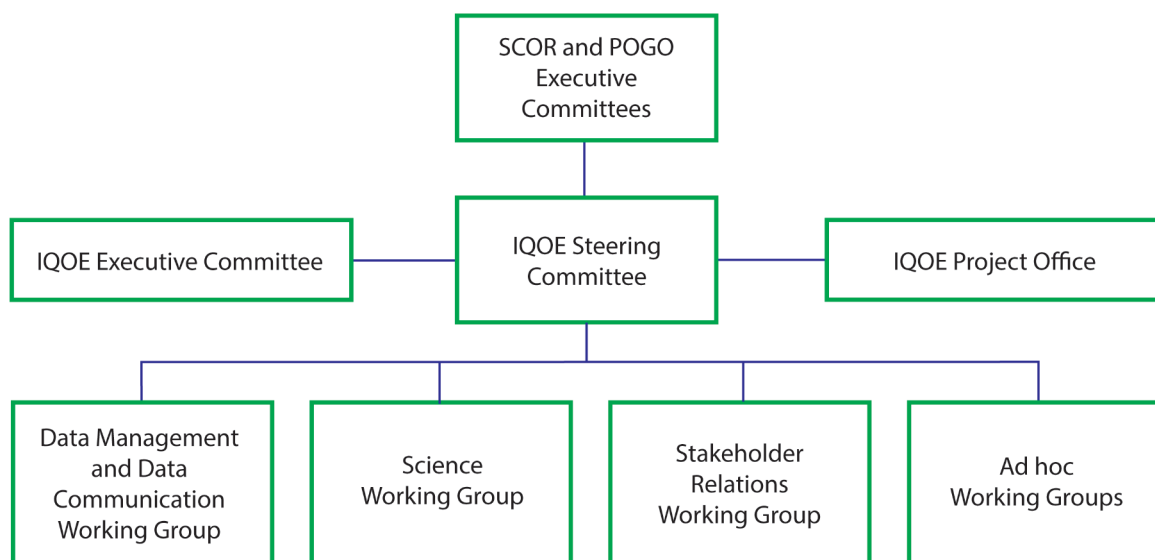 SCOR and POGO
Executive
Committees
IQOE Executive Committee
IQOE Steering
Committee
IQOE Project Office
Data Management
and Data
Communication
Working Group
Science
Working Group
Stakeholder
Relations
Working Group
Ad hoc
Working Groups